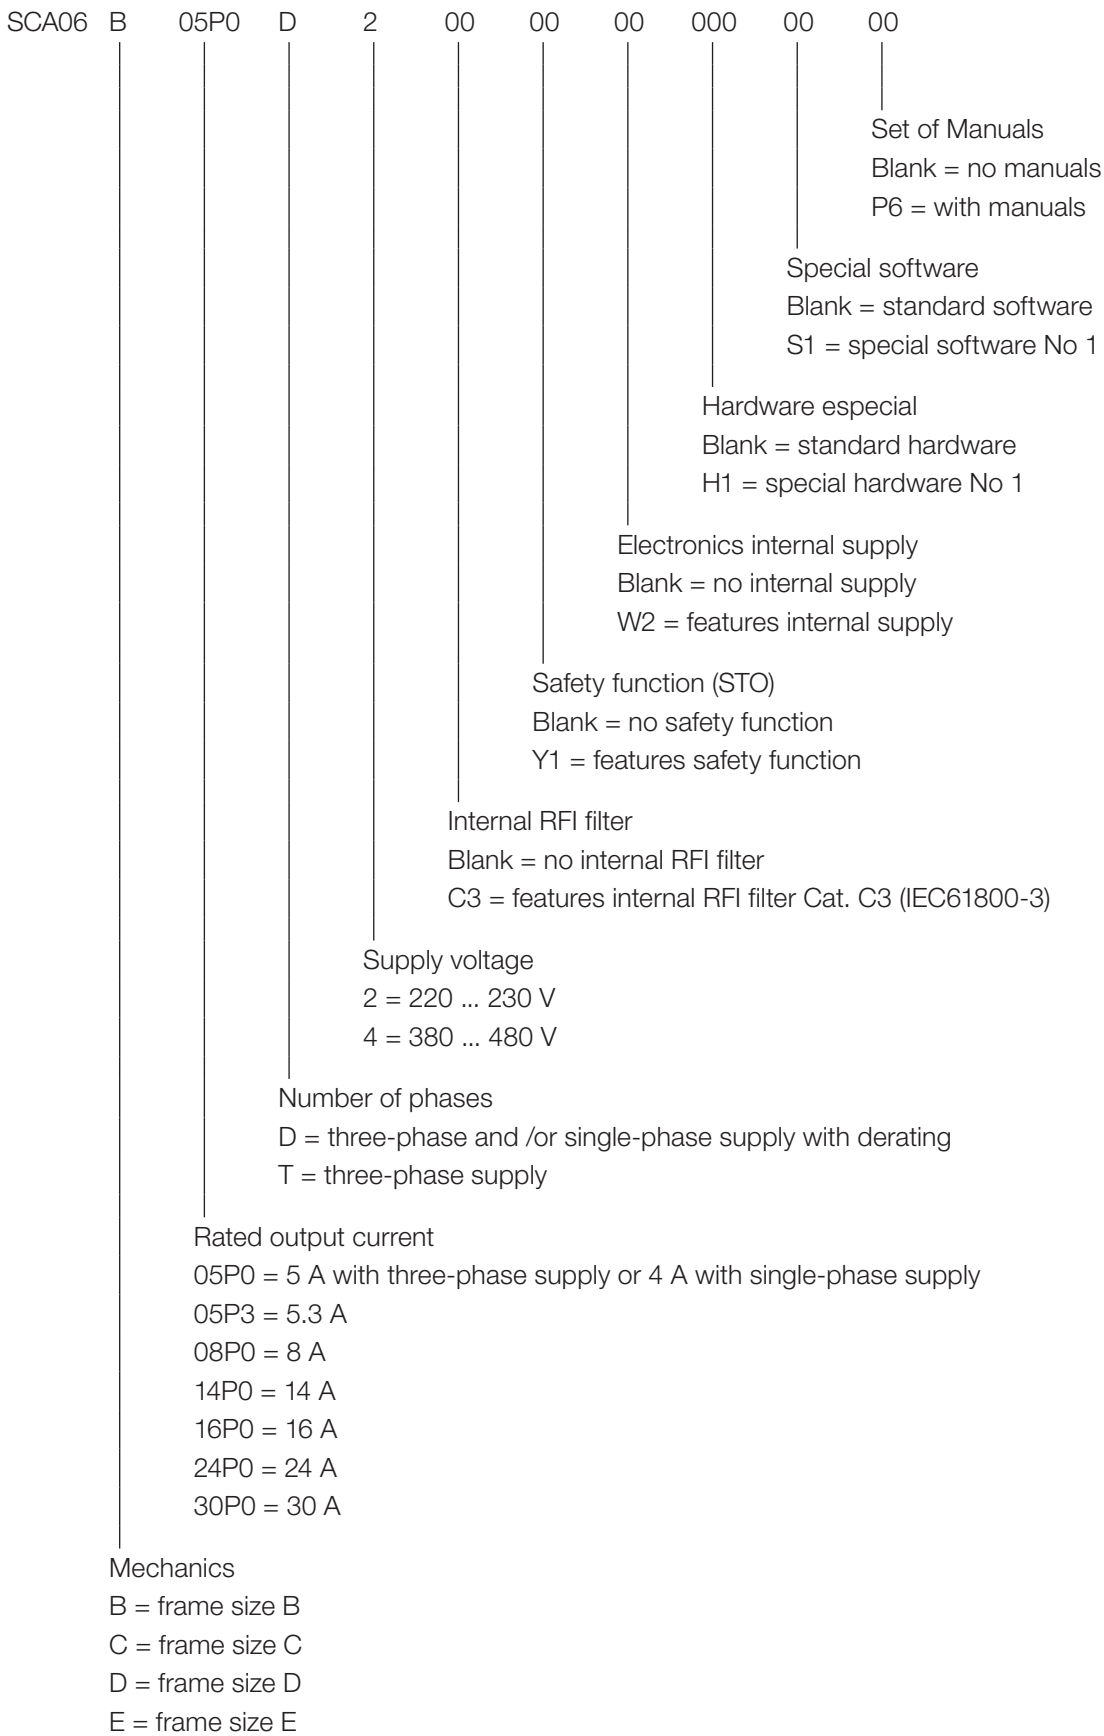 SCA06 B 05P0 D 2 00 00 00 000 00 00
Set of Manuals
Blank = no manuals
P6 = with manuals
Special software
Blank = standard software
S1 = special software No 1
Hardware especial
Blank = standard hardware
H1 = special hardware No 1
Electronics internal supply
Blank = no internal supply
W2 = features internal supply
Safety function (STO)
Blank = no safety function
Y1 = features safety function
Internal RFI filter
Blank = no internal RFI filter
C3 = features internal RFI filter Cat. C3 (IEC61800-3)
Supply voltage
2 = 220 ... 230 V
4 = 380 ... 480 V
Number of phases
D = three-phase and /or single-phase supply with derating
T = three-phase supply
Rated output current
05P0 = 5 A with three-phase supply or 4 A with single-phase supply
05P3 = 5.3 A
08P0 = 8 A
14P0 = 14 A
16P0 = 16 A
24P0 = 24 A
30P0 = 30 A
Mechanics
B = frame size B
C = frame size C
D = frame size D
E = frame size E